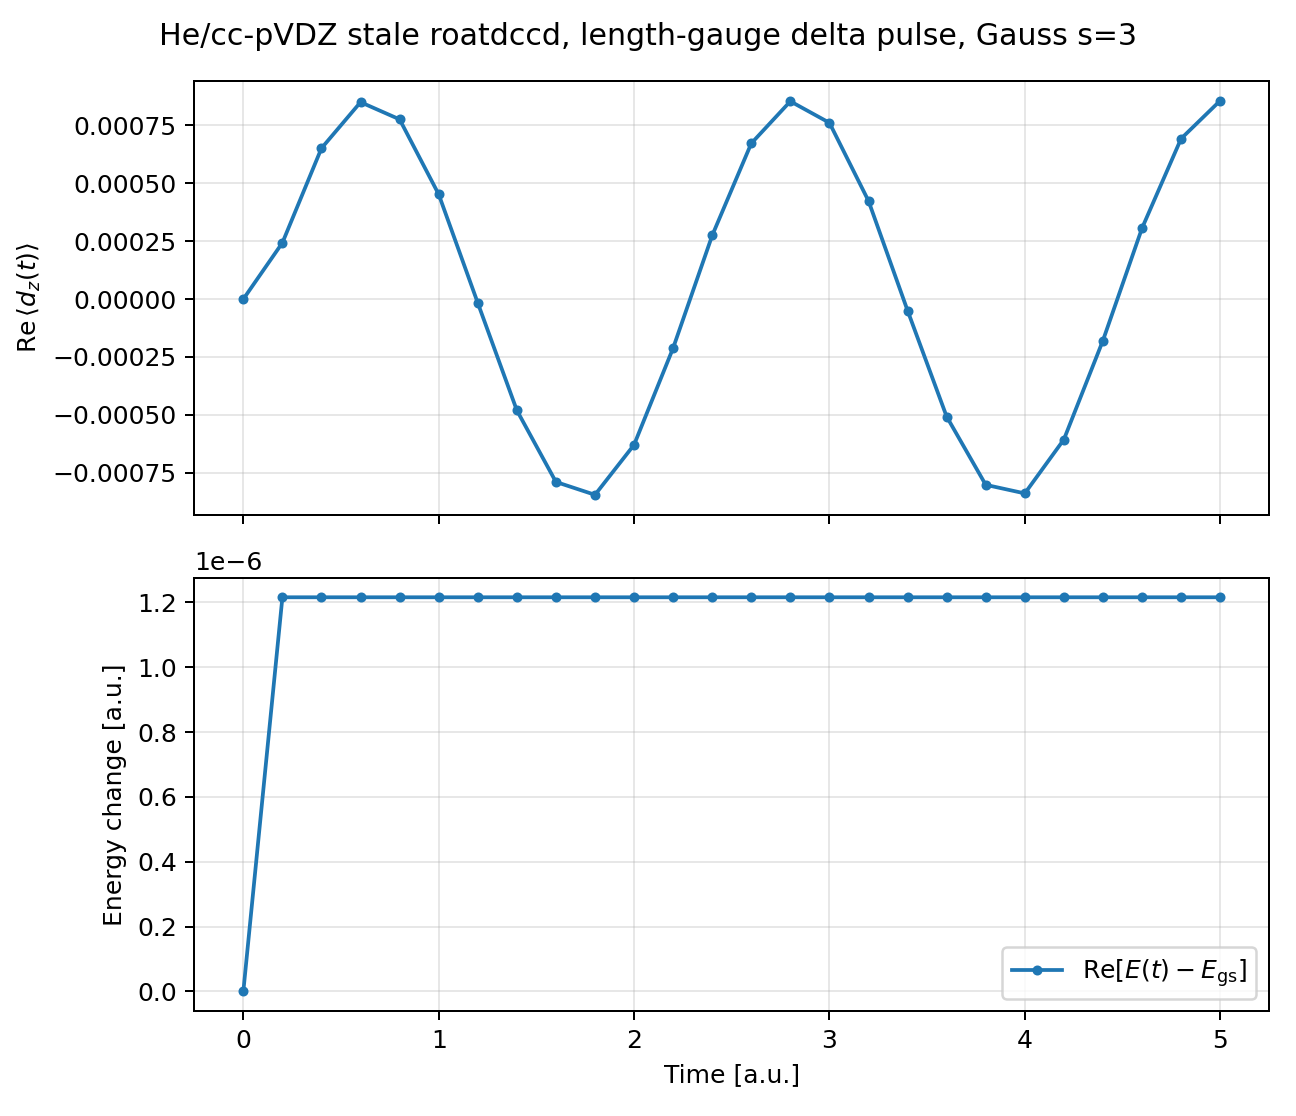 He/cc-pVDZ stale roatdccd, length-gauge delta pulse, Gauss s=3
Re⟨d_z(t)⟩
0.00075
0.00050
0.00025
0.00000
−0.00025
−0.00050
−0.00075
1e−6
Energy change [a.u.]
1.2
1.0
0.8
0.6
0.4
0.2
0.0
Re[E(t) − E_gs]
0 1 2 3 4 5
Time [a.u.]